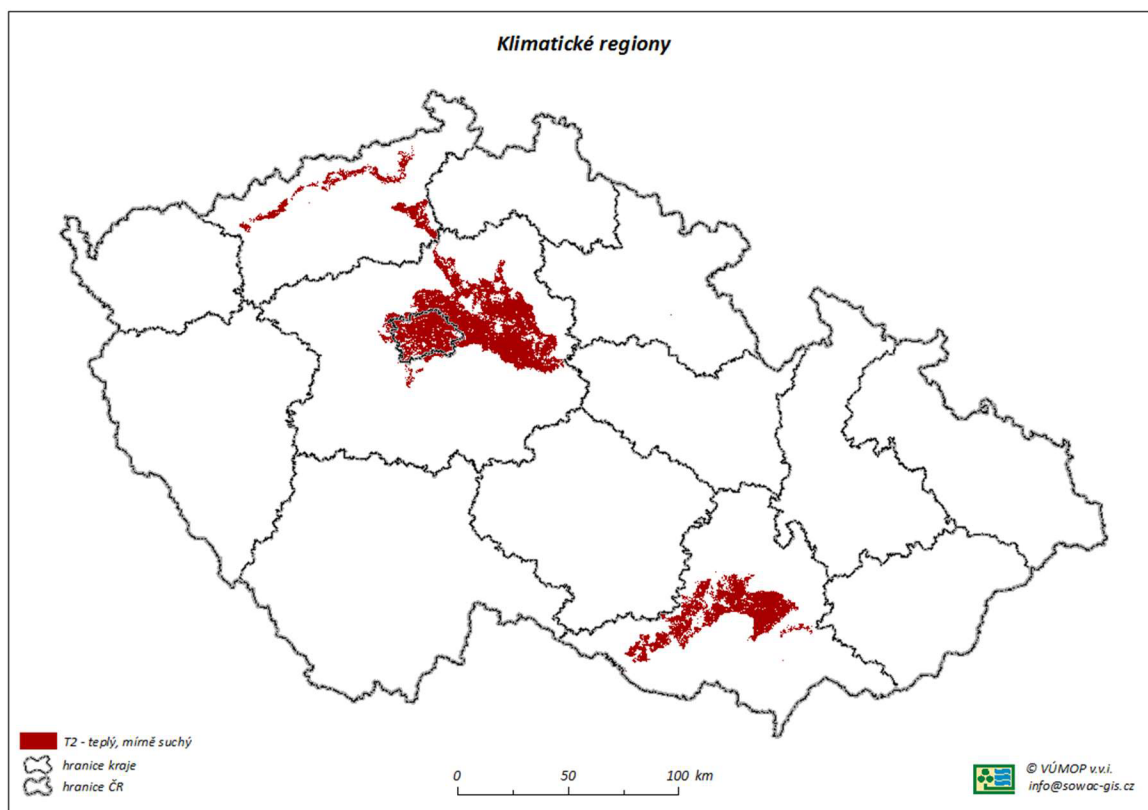 Klimatické regiony
T2 - teplý, mírně suchý
hranice kraje
hranice ČR
0 50 100 km
© VÚMOP v.v.i.
info@sowac-gis.cz